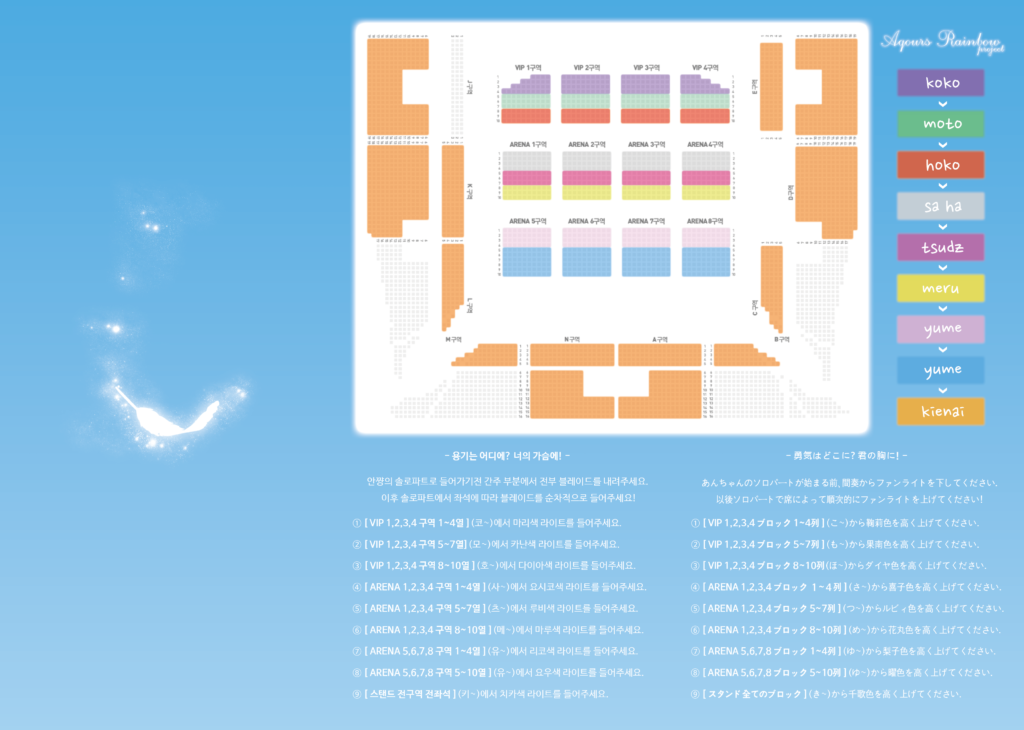 Aqours Rainbow
project
VIP 1구역
VIP 2구역
VIP 3구역
VIP 4구역
ARENA 1구역
ARENA 2구역
ARENA 3구역
ARENA 4구역
ARENA 5구역
ARENA 6구역
ARENA 7구역
ARENA 8구역
J구역
K구역
L구역
M구역
N구역
A구역
B구역
C구역
D구역
E구역
koko
moto
hoko
sa ha
tsudz
meru
yume
yume
kienai
- 용기는 어디에? 너의 가슴에! -
안쨩의 솔로파트로 들어가기전 간주 부분에서 전부 블레이드를 내려주세요.
이후 솔로파트에서 좌석에 따라 블레이드를 순차적으로 들어주세요!
① [ VIP 1,2,3,4 구역 1~4열 ] (코~)에서 마리색 라이트를 들어주세요.
② [ VIP 1,2,3,4 구역 5~7열] (모~)에서 카난색 라이트를 들어주세요.
③ [ VIP 1,2,3,4 구역 8~10열 ] (호~)에서 다이아색 라이트를 들어주세요.
④ [ ARENA 1,2,3,4 구역 1~4열 ] (사~)에서 요시코색 라이트를 들어주세요.
⑤ [ ARENA 1,2,3,4 구역 5~7열 ] (츠~)에서 루비색 라이트를 들어주세요.
⑥ [ ARENA 1,2,3,4 구역 8~10열 ] (메~)에서 마루색 라이트를 들어주세요.
⑦ [ ARENA 5,6,7,8 구역 1~4열 ] (유~)에서 리코색 라이트를 들어주세요.
⑧ [ ARENA 5,6,7,8 구역 5~10열 ] (유~)에서 요우색 라이트를 들어주세요.
⑨ [ 스탠드 전구역 전좌석 ] (키~)에서 치카색 라이트를 들어주세요.
- 勇気はどこに? 君の胸に! -
あんちゃんのソロパートが始まる前、間奏からファンライトを下してください。
以後ソロパートで席によって順次的にファンライトを上げてください!
① [ VIP 1,2,3,4 ブロック 1~4列 ] (こ~)から鞠莉色を高く上げてください。
② [ VIP 1,2,3,4 ブロック 5~7列 ] (も~)から果南色を高く上げてください。
③ [ VIP 1,2,3,4 ブロック 8~10列 (ほ~)からダイヤ色を高く上げてください。
④ [ ARENA 1,2,3,4 ブロック 1~4列 ] (さ~)から善子色を高く上げてください。
⑤ [ ARENA 1,2,3,4 ブロック 5~7列 ] (つ~)からルビィ色を高く上げてください。
⑥ [ ARENA 1,2,3,4 ブロック 8~10列 ] (め~)から花丸色を高く上げてください。
⑦ [ ARENA 5,6,7,8 ブロック 1~4列 ] (ゆ~)から梨子色を高く上げてください。
⑧ [ ARENA 5,6,7,8 ブロック 5~10列 ] (ゆ~)から曜色を高く上げてください。
⑨ [ スタンド 全てのブロック ] (き~)から千歌色を高く上げてください。